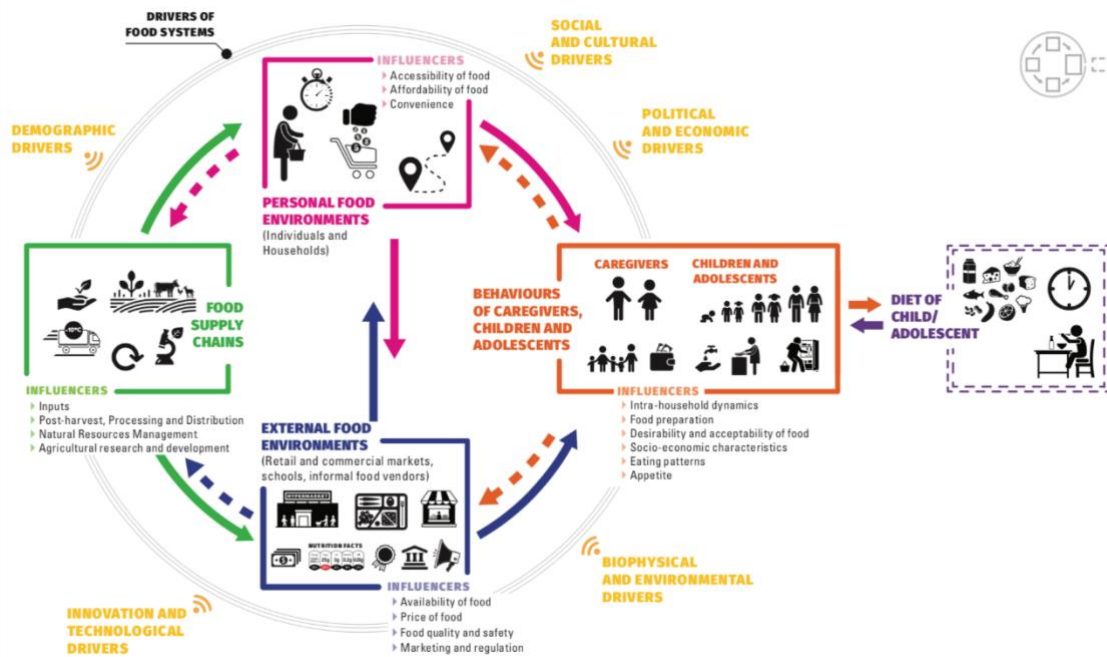 DRIVERS OF
FOOD SYSTEMS
SOCIAL
AND CULTURAL
DRIVERS
INFLUENCERS
Accessibility of food
Affordability of food
Convenience
DEMOGRAPHIC
DRIVERS
POLITICAL
AND ECONOMIC
DRIVERS
PERSONAL FOOD
ENVIRONMENTS
(Individuals and
Households)
FOOD
SUPPLY
CHAINS
-10°C
INFLUENCERS
Inputs
Post-harvest, Processing and Distribution
Natural Resources Management
Agricultural research and development
BEHAVIOURS
OF CAREGIVERS,
CHILDREN AND
ADOLESCENTS
CAREGIVERS
CHILDREN AND
ADOLESCENTS
INFLUENCERS
Intra-household dynamics
Food preparation
Desirability and acceptability of food
Socio-economic characteristics
Eating patterns
Appetite
DIET OF
CHILD/
ADOLESCENT
EXTERNAL FOOD
ENVIRONMENTS
(Retail and commercial markets,
schools, informal food vendors)
HYPERMARKET
NUTRITION FACTS
INFLUENCERS
Availability of food
Price of food
Food quality and safety
Marketing and regulation
BIOPHYSICAL
AND ENVIRONMENTAL
DRIVERS
INNOVATION AND
TECHNOLOGICAL
DRIVERS